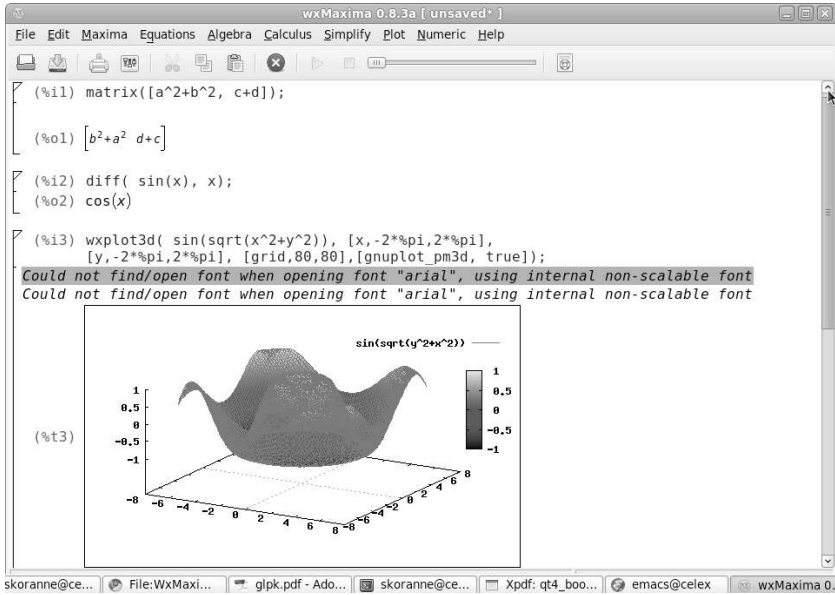 wxMaxima 0.8.3a [ unsaved* ]
File Edit Maxima Equations Algebra Calculus Simplify Plot Numeric Help
(%i1) matrix([a^2+b^2, c+d]);
(%o1) [b²+a² d+c]
(%i2) diff( sin(x), x);
(%o2) cos(x)
(%i3) wxplot3d( sin(sqrt(x^2+y^2)), [x,-2*%pi,2*%pi],
[y,-2*%pi,2*%pi], [grid,80,80],[gnuplot_pm3d, true]);
Could not find/open font when opening font "arial", using internal non-scalable font
Could not find/open font when opening font "arial", using internal non-scalable font
(%t3)
sin(sqrt(y^2+x^2))
1
0.5
0
-0.5
-1
1
0.5
0
-0.5
-1
-8 -6 -4 -2 0 2 4 6 8
-8 -6 -4 -2 0 2 4 6 8
skoranne@ce... File:WxMaxi... glpk.pdf - Ado... skoranne@ce... Xpdf: qt4_boo... emacs@celex wxMaxima 0.